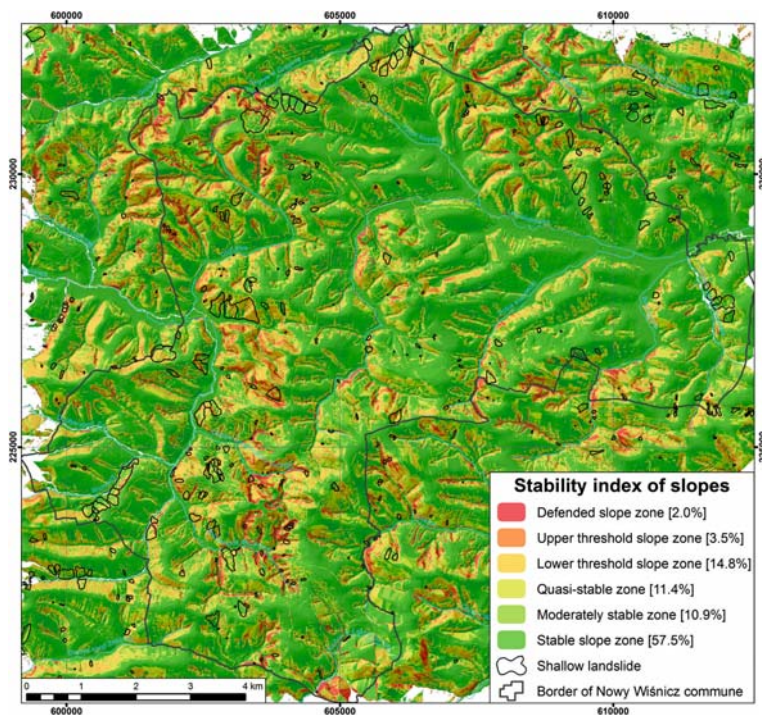 600000 605000 610000
230000 230000
225000
Stability index of slopes
Defended slope zone [2.0%]
Upper threshold slope zone [3.5%]
Lower threshold slope zone [14.8%]
Quasi-stable zone [11.4%]
Moderately stable zone [10.9%]
Stable slope zone [57.5%]
Shallow landslide
Border of Nowy Wiśnicz commune
0 1 2 3 4 km
600000 605000 610000